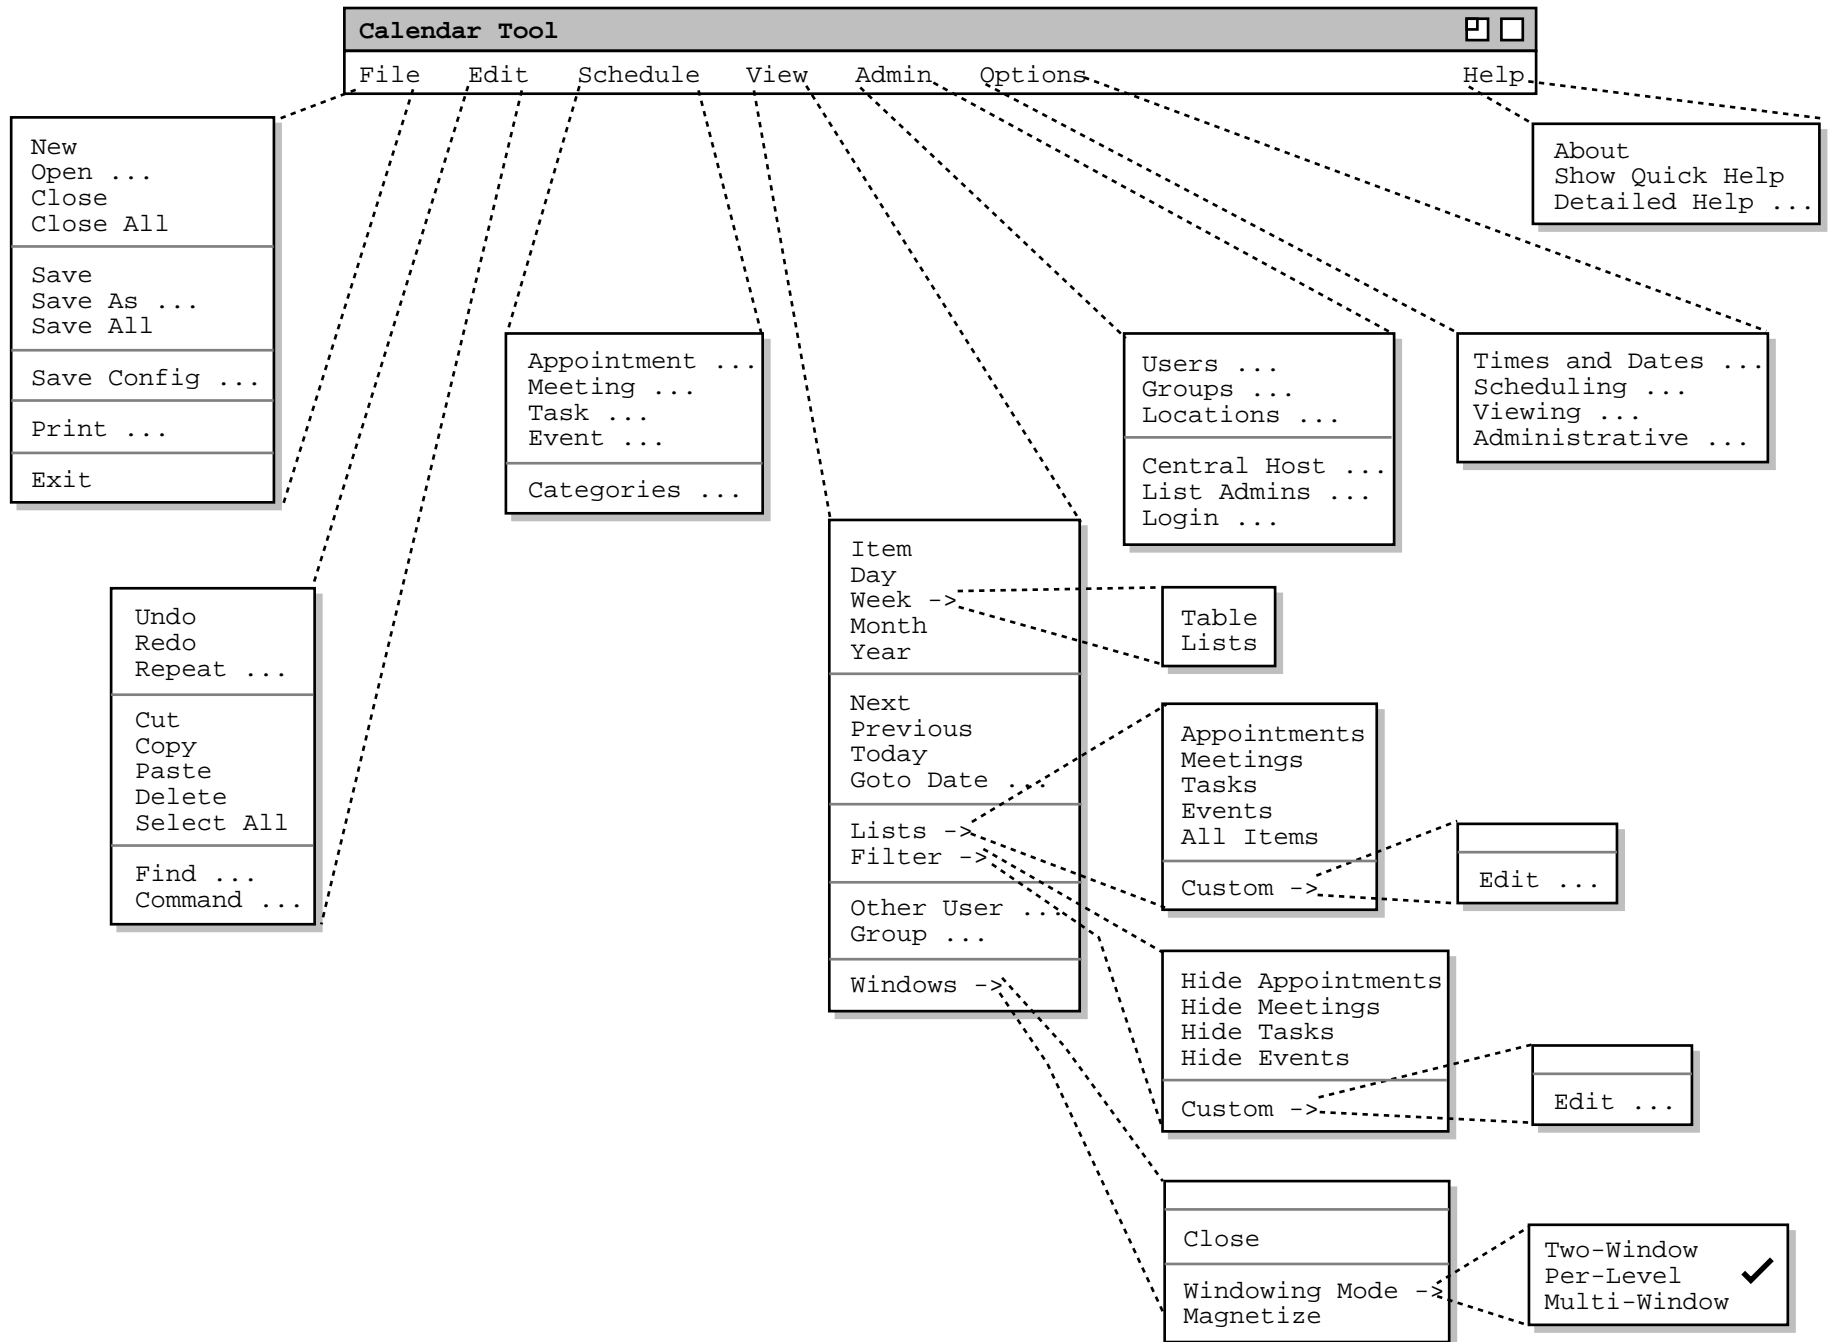 Calendar Tool
File Edit Schedule View Admin Options Help
New
Open ...
Close
Close All
Save
Save As ...
Save All
Save Config ...
Print ...
Exit
Undo
Redo
Repeat ...
Cut
Copy
Paste
Delete
Select All
Find ...
Command ...
Appointment ...
Meeting ...
Task ...
Event ...
Categories ...
Item
Day
Week ->
Month
Year
Next
Previous
Today
Goto Date ...
Lists ->
Filter ->
Other User ...
Group ...
Windows ->
Table
Lists
Appointments
Meetings
Tasks
Events
All Items
Custom ->
Edit ...
Hide Appointments
Hide Meetings
Hide Tasks
Hide Events
Custom ->
Edit ...
Close
Windowing Mode ->
Magnetize
Two-Window
Per-Level
Multi-Window
Users ...
Groups ...
Locations ...
Central Host ...
List Admins ...
Login ...
Times and Dates ...
Scheduling ...
Viewing ...
Administrative ...
About
Show Quick Help
Detailed Help ...